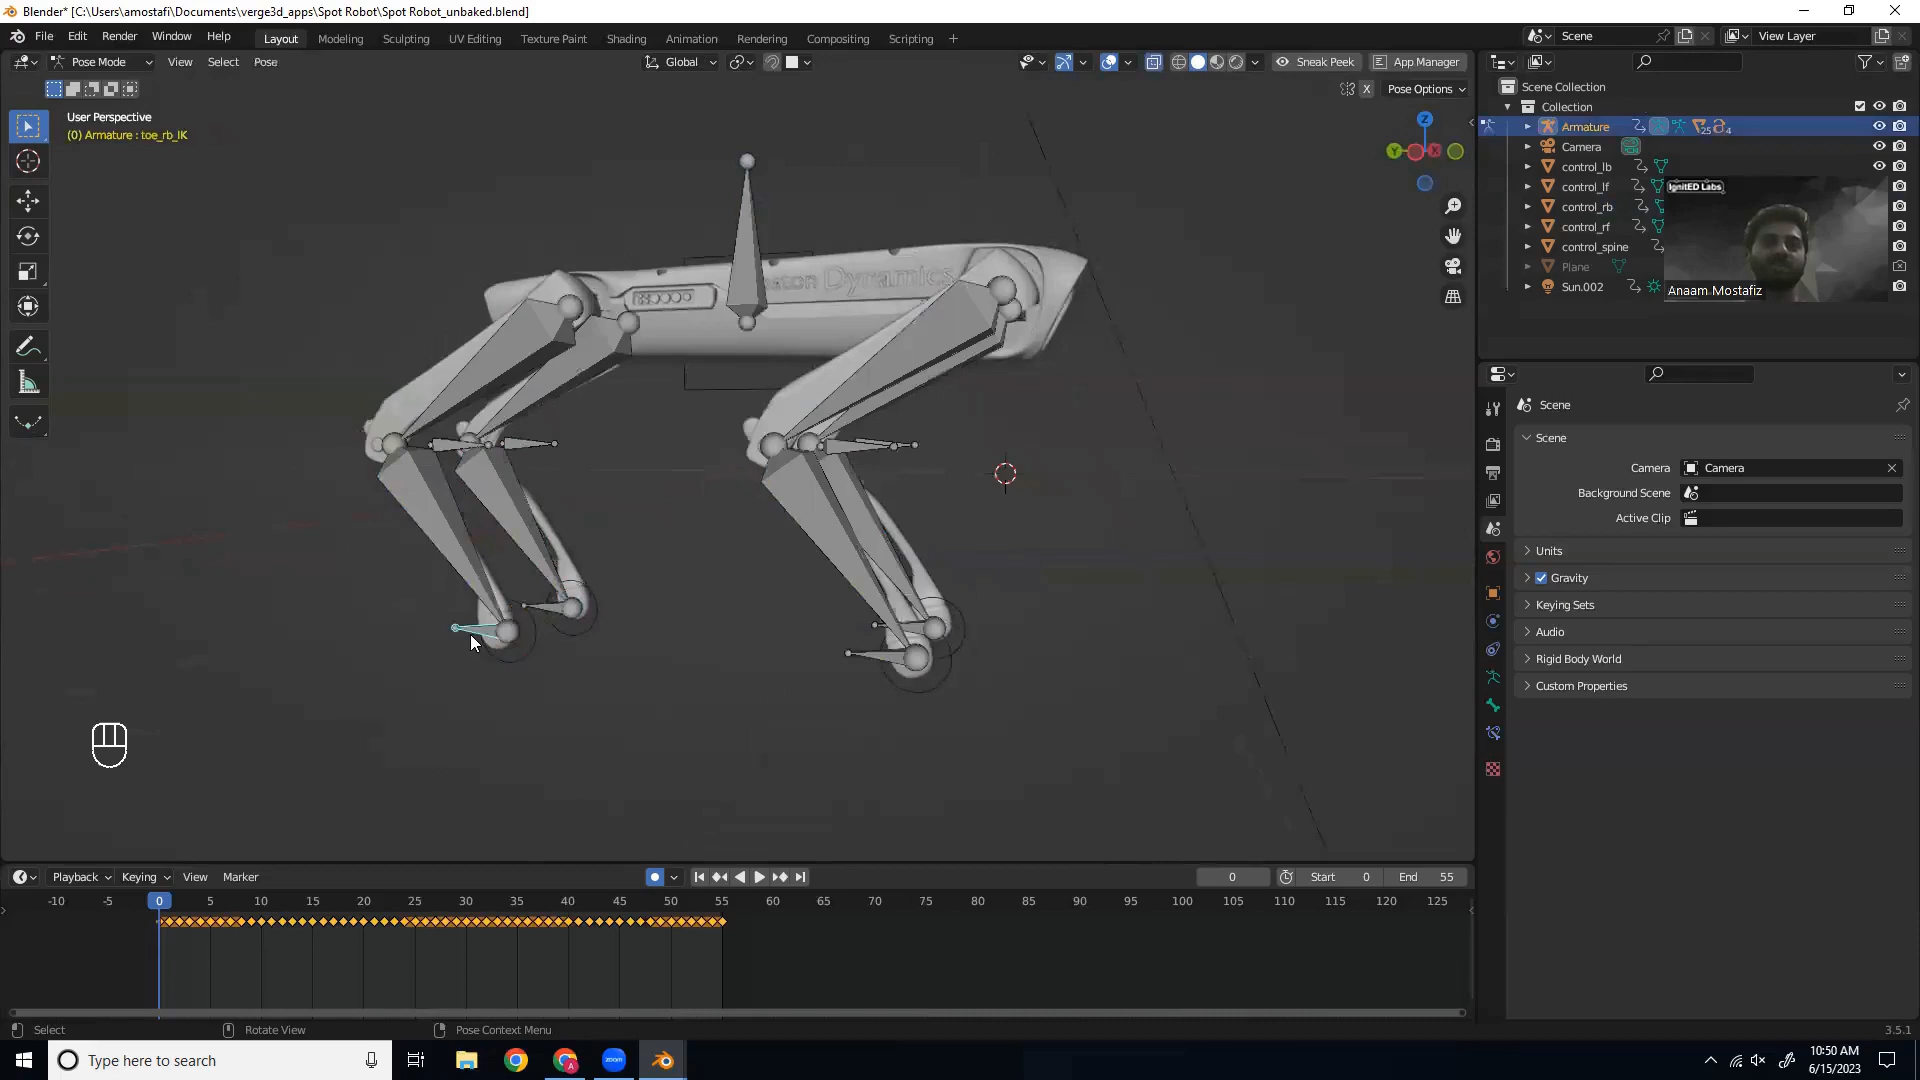 Blender* [C:\Users\amostafi\Documents\verge3d_apps\Spot Robot\Spot Robot_unbaked.blend]
File Edit Render Window Help Layout Modeling Sculpting UV Editing Texture Paint Shading Animation Rendering Compositing Scripting + Scene View Layer
Pose Mode View Select Pose Global Sneak Peek App Manager
X Pose Options
User Perspective
(0) Armature : toe_rb_IK
Z
Y X
Dynamics
Scene Collection
Collection
Armature 25 4
Camera
control_lb
control_lf
control_rb
control_rf
control_spine
Plane
Sun.002
IgnitED Labs
Anaam Mostafiz
Scene
Scene
Camera Camera
Background Scene
Active Clip
Units
Gravity
Keying Sets
Audio
Rigid Body World
Custom Properties
Playback Keying View Marker 0 Start 0 End 55
-10 -5 0 5 10 15 20 25 30 35 40 45 50 55 60 65 70 75 80 85 90 95 100 105 110 115 120 125
Select Rotate View Pose Context Menu 3.5.1
Type here to search
zoom
10:50 AM
6/15/2023